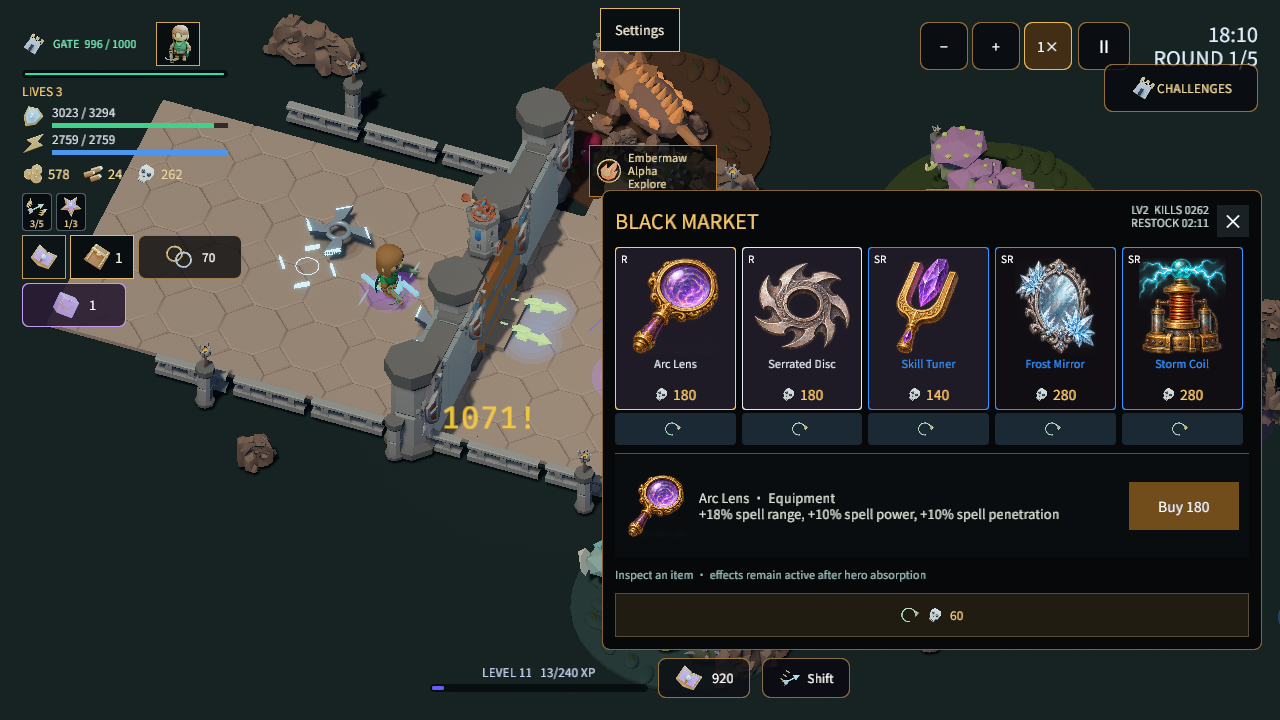 GATE 996 / 1000
Settings
−
+
1×
18:10
ROUND 1/5
CHALLENGES
LIVES 3
3023 / 3294
2759 / 2759
578
24
262
3/5
1/3
1
70
1
Embermaw
Alpha
Explore
BLACK MARKET
LV2 KILLS 0262
RESTOCK 02:11
R
R
SR
SR
SR
Arc Lens
Serrated Disc
Skill Tuner
Frost Mirror
Storm Coil
180
180
140
280
280
1071!
Arc Lens • Equipment
+18% spell range, +10% spell power, +10% spell penetration
Buy 180
Inspect an item • effects remain active after hero absorption
60
LEVEL 11 13/240 XP
920
Shift